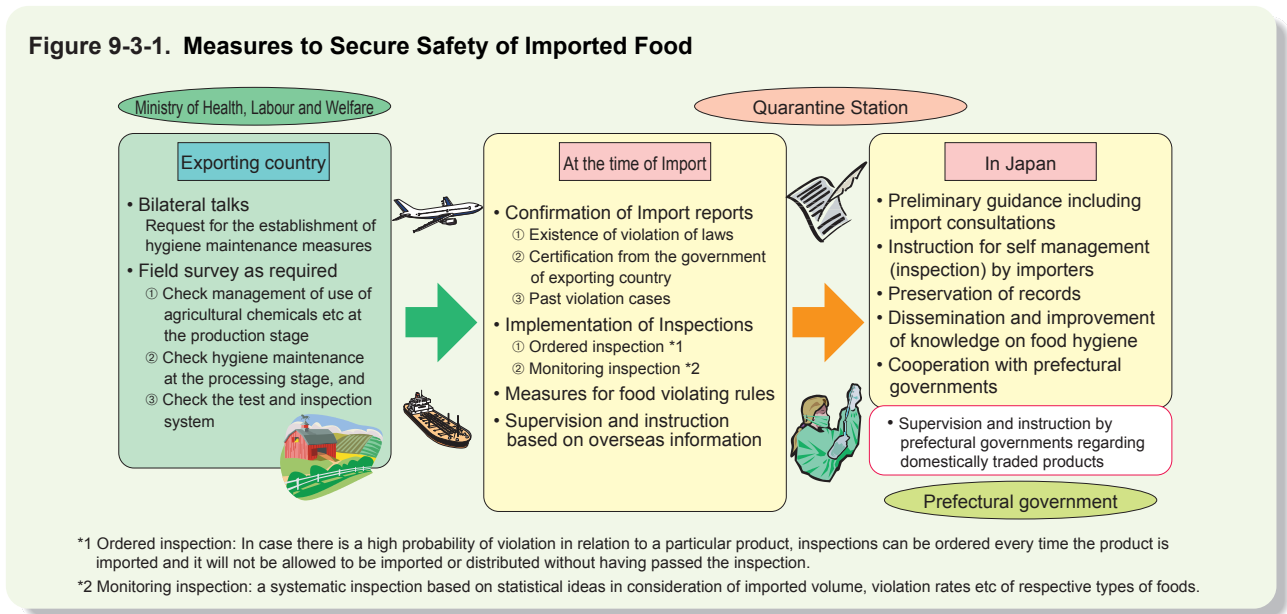 Figure 9-3-1. Measures to Secure Safety of Imported Food
Ministry of Health, Labour and Welfare
Quarantine Station
Exporting country
• Bilateral talks
Request for the establishment of
hygiene maintenance measures
• Field survey as required
① Check management of use of
agricultural chemicals etc at
the production stage
② Check hygiene maintenance
at the processing stage, and
③ Check the test and inspection
system
At the time of Import
• Confirmation of Import reports
① Existence of violation of laws
② Certification from the government
of exporting country
③ Past violation cases
• Implementation of Inspections
① Ordered inspection *1
② Monitoring inspection *2
• Measures for food violating rules
• Supervision and instruction
based on overseas information
In Japan
• Preliminary guidance including
import consultations
• Instruction for self management
(inspection) by importers
• Preservation of records
• Dissemination and improvement
of knowledge on food hygiene
• Cooperation with prefectural
governments
• Supervision and instruction by
prefectural governments regarding
domestically traded products
Prefectural government
*1 Ordered inspection: In case there is a high probability of violation in relation to a particular product, inspections can be ordered every time the product is
imported and it will not be allowed to be imported or distributed without having passed the inspection.
*2 Monitoring inspection: a systematic inspection based on statistical ideas in consideration of imported volume, violation rates etc of respective types of foods.